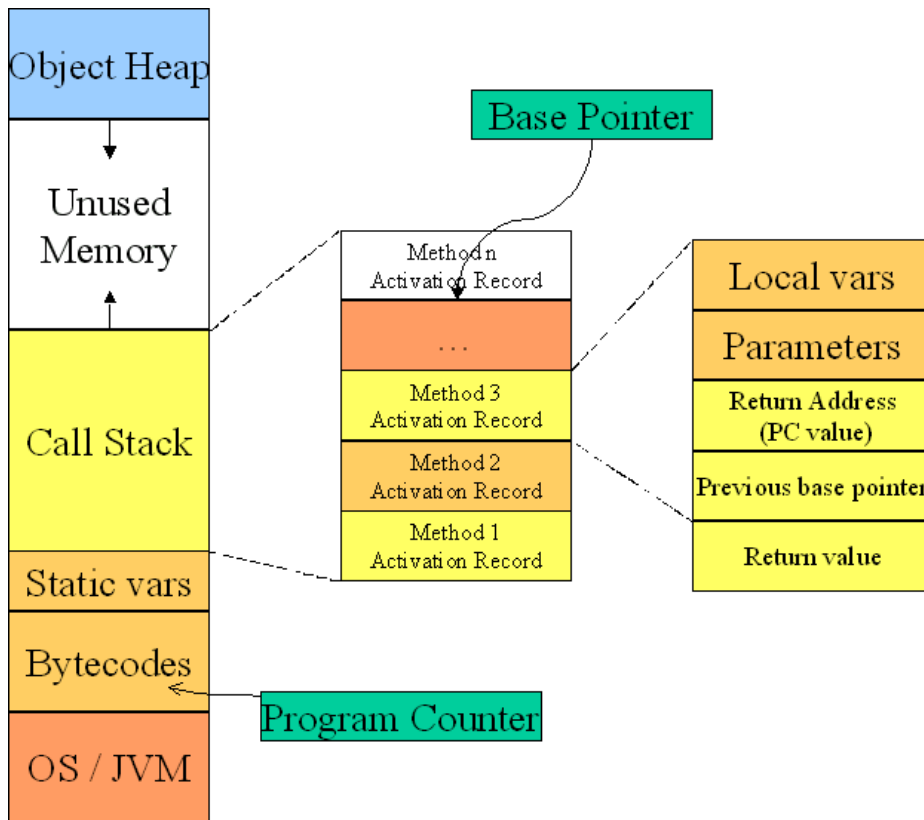 Object Heap
Unused
Memory
Call Stack
Static vars
Bytecodes
OS / JVM
Base Pointer
Method n
Activation Record
...
Method 3
Activation Record
Method 2
Activation Record
Method 1
Activation Record
Program Counter
Local vars
Parameters
Return Address
(PC value)
Previous base pointer
Return value